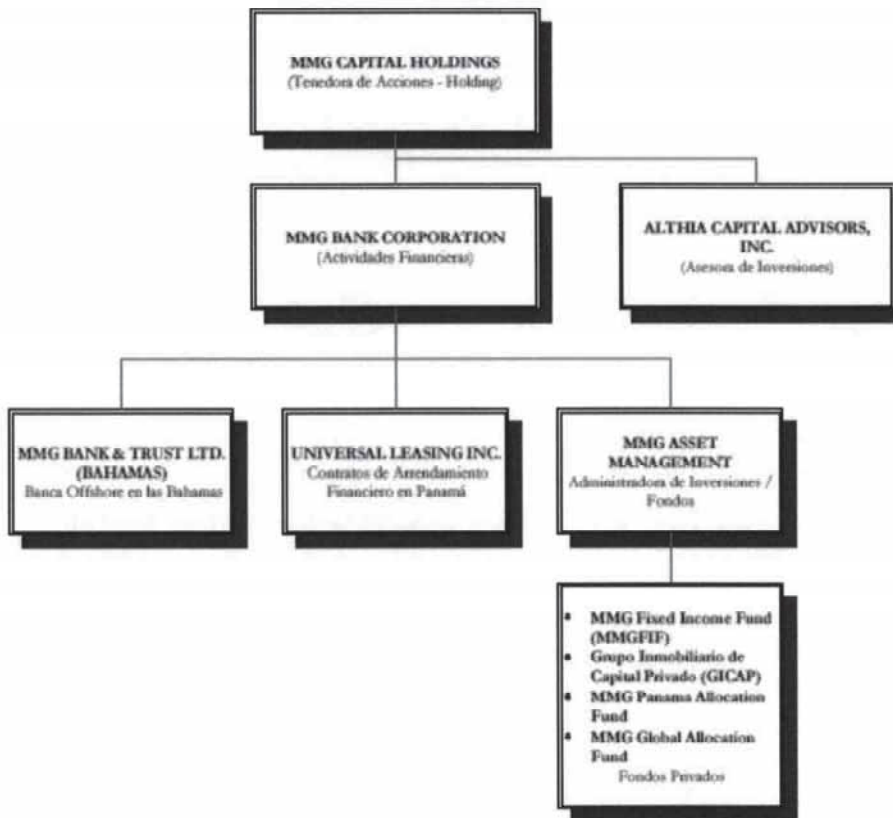 MMG CAPITAL HOLDINGS
(Tenedora de Acciones - Holding)
MMG BANK CORPORATION
(Actividades Financieras)
ALTHIA CAPITAL ADVISORS,
INC.
(Asesora de Inversiones)
MMG BANK & TRUST LTD.
(BAHAMAS)
Banca Offshore en las Bahamas
UNIVERSAL LEASING INC.
Contratos de Arrendamiento
Financiero en Panamá
MMG ASSET
MANAGEMENT
Administradora de Inversiones /
Fondos
MMG Fixed Income Fund
(MMGFIF)
Grupo Inmobiliario de
Capital Privado (GICAP)
MMG Panama Allocation
Fund
MMG Global Allocation
Fund
Fondos Privados